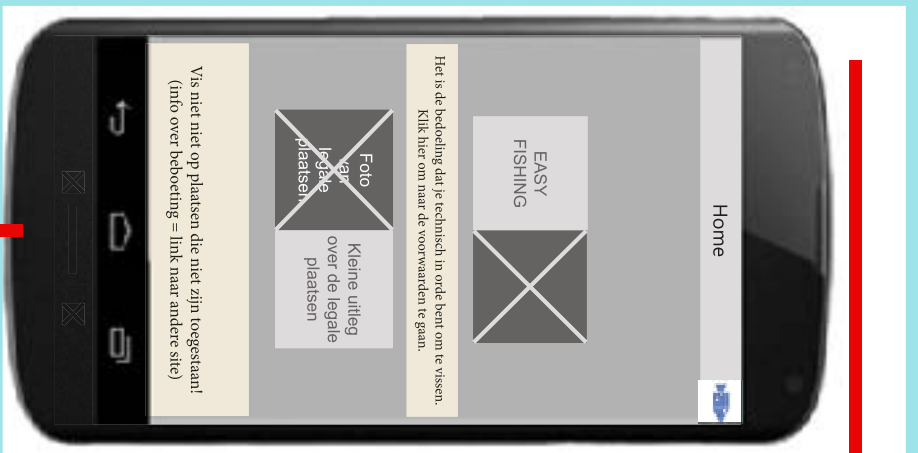 Home
EASY
FISHING
Het is de bedoeling dat je technisch in orde bent om te vissen.
Klik hier om naar de voorwaarden te gaan.
Foto
van
legale
plaatsen
Kleine uitleg
over de legale
plaatsen
Vis niet niet op plaatsen die niet zijn toegestaan!
(info over beboeting = link naar andere site)